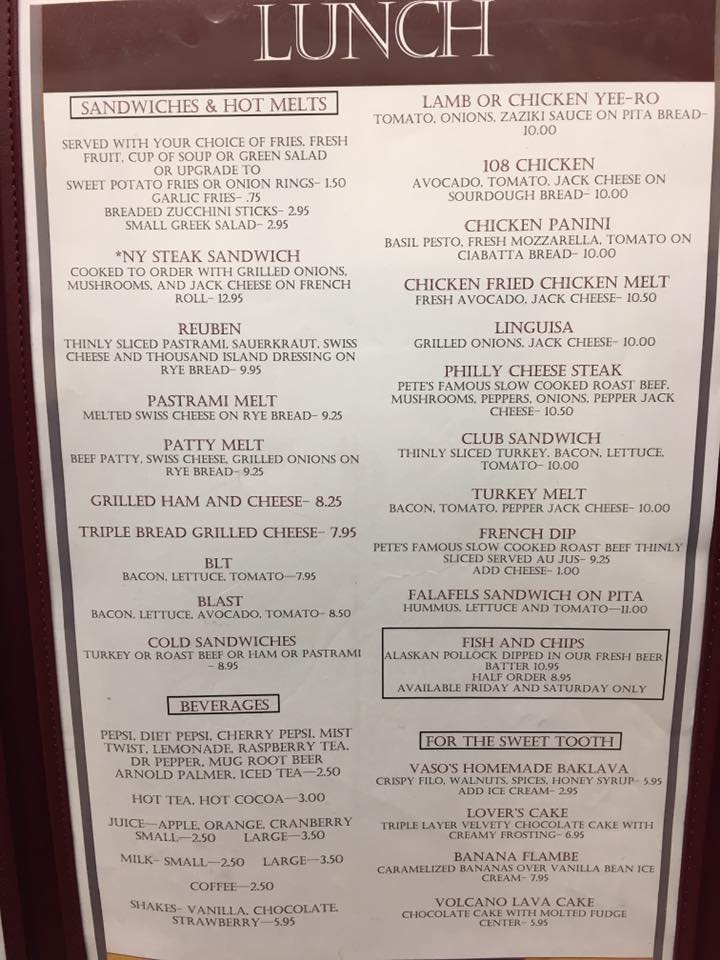 LUNCH
SANDWICHES & HOT MELTS
SERVED WITH YOUR CHOICE OF FRIES, FRESH
FRUIT, CUP OF SOUP OR GREEN SALAD
OR UPGRADE TO
SWEET POTATO FRIES OR ONION RINGS– 1.50
GARLIC FRIES– .75
BREADED ZUCCHINI STICKS– 2.95
SMALL GREEK SALAD– 2.95
*NY STEAK SANDWICH
COOKED TO ORDER WITH GRILLED ONIONS,
MUSHROOMS, AND JACK CHEESE ON FRENCH
ROLL– 12.95
REUBEN
THINLY SLICED PASTRAMI, SAUERKRAUT, SWISS
CHEESE AND THOUSAND ISLAND DRESSING ON
RYE BREAD– 9.95
PASTRAMI MELT
MELTED SWISS CHEESE ON RYE BREAD– 9.25
PATTY MELT
BEEF PATTY, SWISS CHEESE, GRILLED ONIONS ON
RYE BREAD– 9.25
GRILLED HAM AND CHEESE– 8.25
TRIPLE BREAD GRILLED CHEESE– 7.95
BLT
BACON, LETTUCE, TOMATO—7.95
BLAST
BACON, LETTUCE, AVOCADO, TOMATO– 8.50
COLD SANDWICHES
TURKEY OR ROAST BEEF OR HAM OR PASTRAMI
– 8.95
BEVERAGES
PEPSI, DIET PEPSI, CHERRY PEPSI, MIST
TWIST, LEMONADE, RASPBERRY TEA,
DR PEPPER, MUG ROOT BEER
ARNOLD PALMER, ICED TEA—2.50
HOT TEA, HOT COCOA—3.00
JUICE—APPLE, ORANGE, CRANBERRY
SMALL—2.50 LARGE—3.50
MILK– SMALL—2.50 LARGE—3.50
COFFEE—2.50
SHAKES– VANILLA, CHOCOLATE,
STRAWBERRY—5.95
LAMB OR CHICKEN YEE-RO
TOMATO, ONIONS, ZAZIKI SAUCE ON PITA BREAD–
10.00
108 CHICKEN
AVOCADO, TOMATO, JACK CHEESE ON
SOURDOUGH BREAD– 10.00
CHICKEN PANINI
BASIL PESTO, FRESH MOZZARELLA, TOMATO ON
CIABATTA BREAD– 10.00
CHICKEN FRIED CHICKEN MELT
FRESH AVOCADO, JACK CHEESE– 10.50
LINGUISA
GRILLED ONIONS, JACK CHEESE– 10.00
PHILLY CHEESE STEAK
PETE'S FAMOUS SLOW COOKED ROAST BEEF,
MUSHROOMS, PEPPERS, ONIONS, PEPPER JACK
CHEESE– 10.50
CLUB SANDWICH
THINLY SLICED TURKEY, BACON, LETTUCE,
TOMATO– 10.00
TURKEY MELT
BACON, TOMATO, PEPPER JACK CHEESE– 10.00
FRENCH DIP
PETE'S FAMOUS SLOW COOKED ROAST BEEF THINLY
SLICED SERVED AU JUS– 9.25
ADD CHEESE– 1.00
FALAFELS SANDWICH ON PITA
HUMMUS, LETTUCE AND TOMATO—11.00
FISH AND CHIPS
ALASKAN POLLOCK DIPPED IN OUR FRESH BEER
BATTER 10.95
HALF ORDER 8.95
AVAILABLE FRIDAY AND SATURDAY ONLY
FOR THE SWEET TOOTH
VASO'S HOMEMADE BAKLAVA
CRISPY FILO, WALNUTS, SPICES, HONEY SYRUP– 5.95
ADD ICE CREAM– 2.95
LOVER'S CAKE
TRIPLE LAYER VELVETY CHOCOLATE CAKE WITH
CREAMY FROSTING– 6.95
BANANA FLAMBE
CARAMELIZED BANANAS OVER VANILLA BEAN ICE
CREAM– 7.95
VOLCANO LAVA CAKE
CHOCOLATE CAKE WITH MOLTED FUDGE
CENTER– 5.95